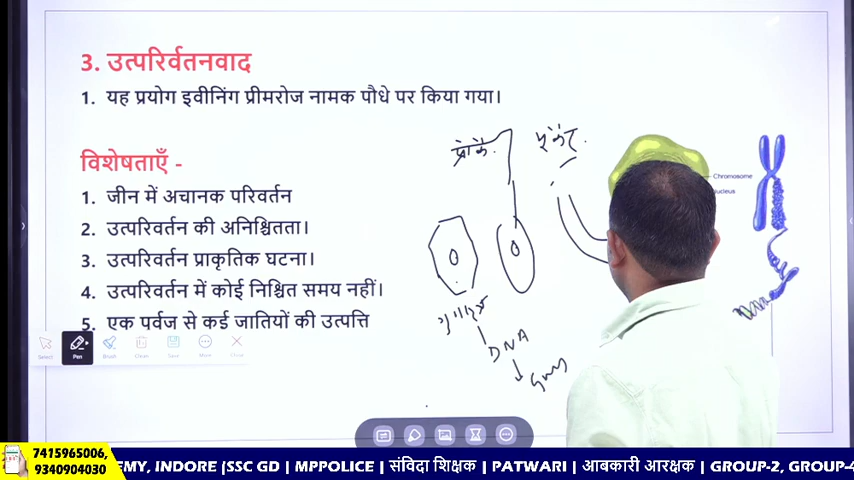 3. उत्परिर्वतनवाद
1. यह प्रयोग इवीनिंग प्रीमरोज नामक पौधे पर किया गया।
विशेषताएँ -
1. जीन में अचानक परिवर्तन
2. उत्परिवर्तन की अनिश्चितता।
3. उत्परिवर्तन प्राकृतिक घटना।
4. उत्परिवर्तन में कोई निश्चित समय नहीं।
5. एक पर्वज से कई जातियों की उत्पत्ति
प्रोकै.
Chromosome
Nucleus
गुणसूत्र
DNA
Select Pen Brush Clean Save More Close
7415965006,
9340904030
EMY, INDORE (SSC GD | MPPOLICE | संविदा शिक्षक | PATWARI | आबकारी आरक्षक | GROUP-2, GROUP-4